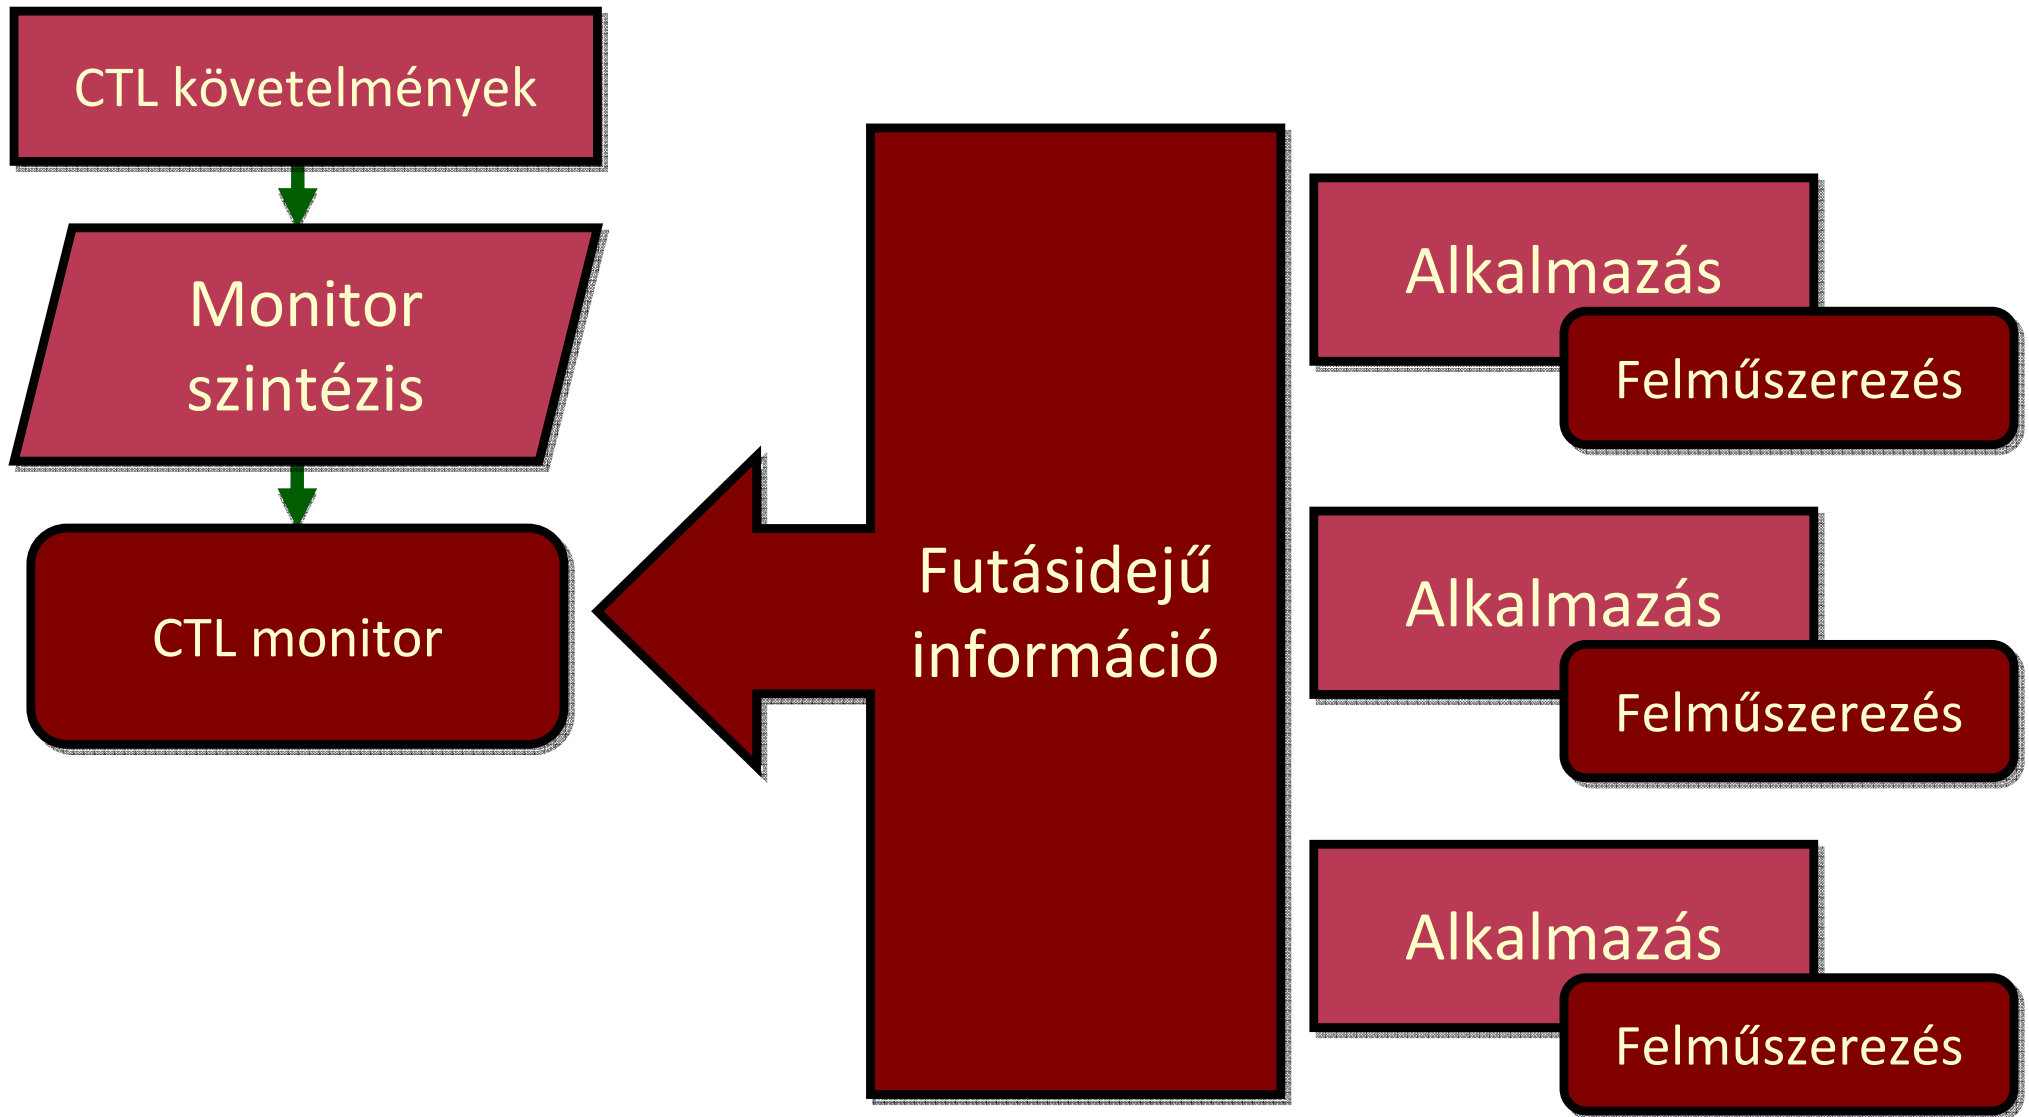 CTL követelmények
Monitor
szintézis
CTL monitor
Futásidejű
információ
Alkalmazás
Felműszerezés
Alkalmazás
Felműszerezés
Alkalmazás
Felműszerezés